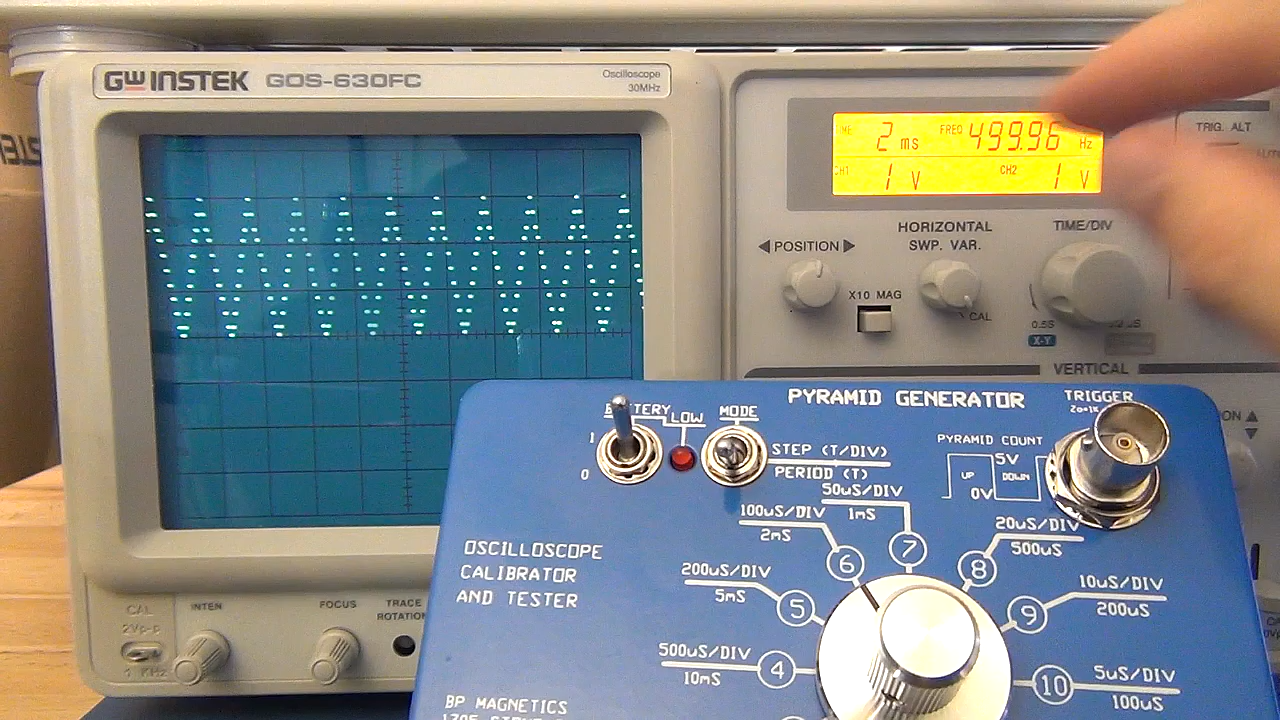 GW INSTEK GOS-630FC
Oscilloscope
30MHz
2 ms FREQ 499.96 Hz
CH1 1 V CH2 1 V
TRIG. ALT
HORIZONTAL
◀POSITION▶ SWP. VAR. TIME/DIV
X10 MAG
CAL
0.5S
X-Y
VERTICAL
PYRAMID GENERATOR
TRIGGER
BATTERY
LOW
MODE
1
0
STEP (T/DIV)
PERIOD (T)
PYRAMID COUNT
5V
UP
DOWN
0V
50uS/DIV
1mS
7
100uS/DIV
2mS
6
20uS/DIV
500uS
8
200uS/DIV
5mS
5
10uS/DIV
200uS
9
500uS/DIV
10mS
4
5uS/DIV
100uS
10
OSCILLOSCOPE
CALIBRATOR
AND TESTER
BP MAGNETICS
CAL
2Vp-p
1 KHz
INTEN
FOCUS
TRACE
ROTATION